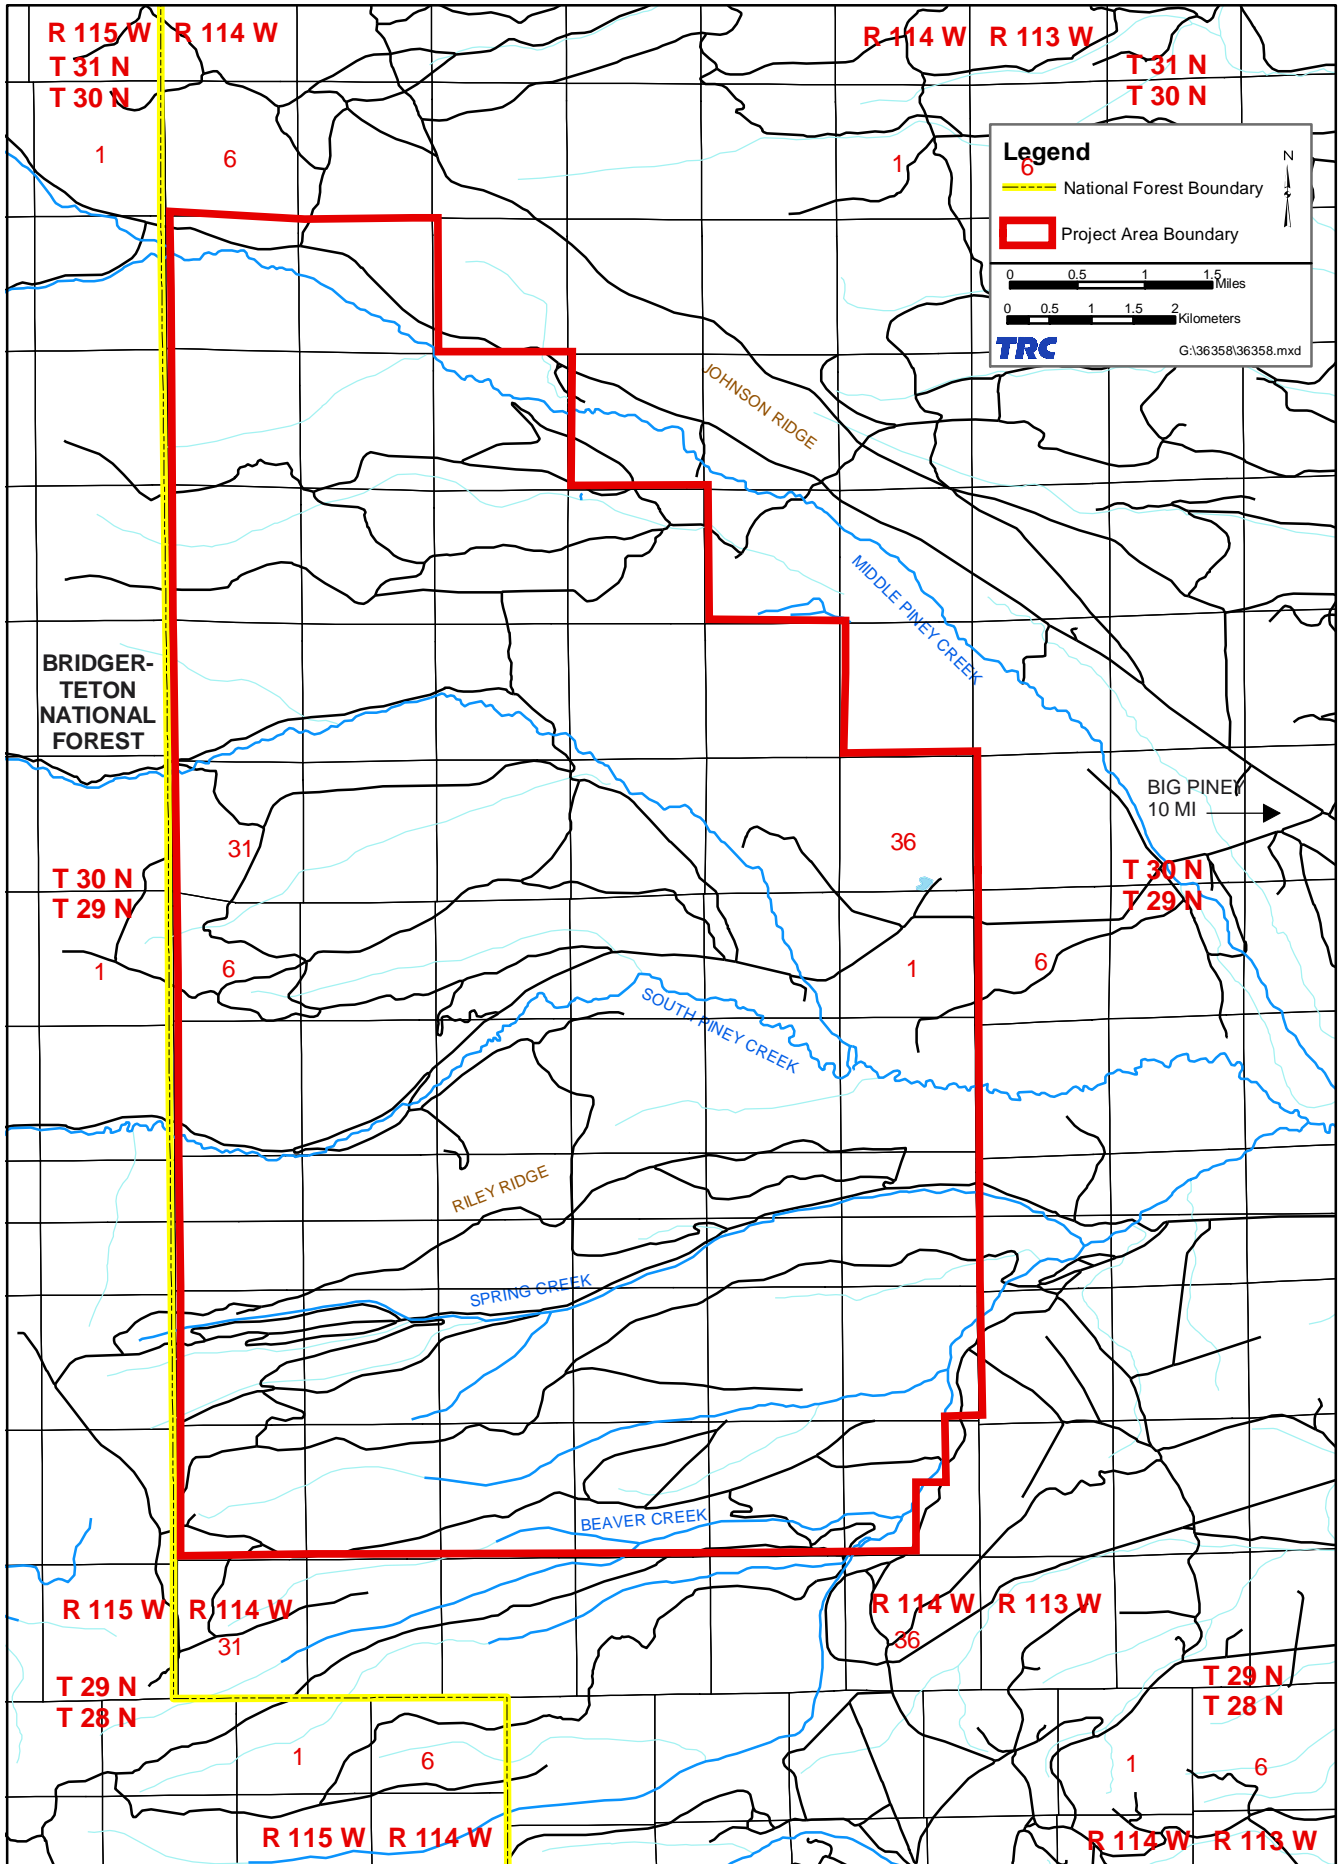 R 115 W R 114 W
R 114 W R 113 W
T 31 N
T 30 N
T 31 N
T 30 N
1
6
1
6
Legend
N
National Forest Boundary
Project Area Boundary
0 0.5 1 1.5
Miles
0 0.5 1 1.5 2
Kilometers
TRC
G:\36358\36358.mxd
JOHNSON RIDGE
MIDDLE PINEY CREEK
BRIDGER-
TETON
NATIONAL
FOREST
BIG PINEY
10 MI
31
36
T 30 N
T 29 N
T 30 N
T 29 N
1
6
1
6
SOUTH PINEY CREEK
RILEY RIDGE
SPRING CREEK
BEAVER CREEK
R 115 W R 114 W
R 114 W R 113 W
31
36
T 29 N
T 28 N
T 29 N
T 28 N
1
6
1
6
R 115 W R 114 W
R 114 W R 113 W